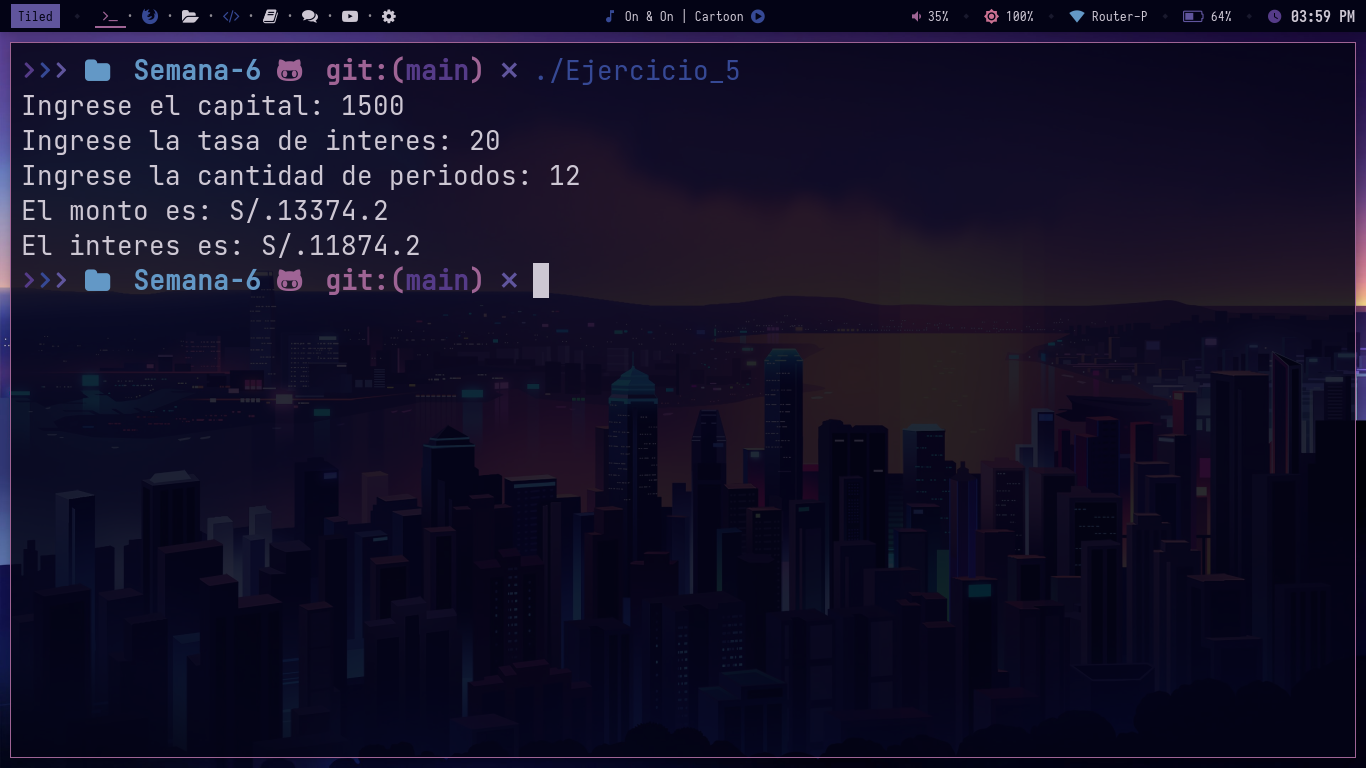 Tiled On & On | Cartoon 35% 100% Router-P 64% 03:59 PM
>>> Semana-6 git:(main) × ./Ejercicio_5
Ingrese el capital: 1500
Ingrese la tasa de interes: 20
Ingrese la cantidad de periodos: 12
El monto es: S/.13374.2
El interes es: S/.11874.2
>>> Semana-6 git:(main) ×